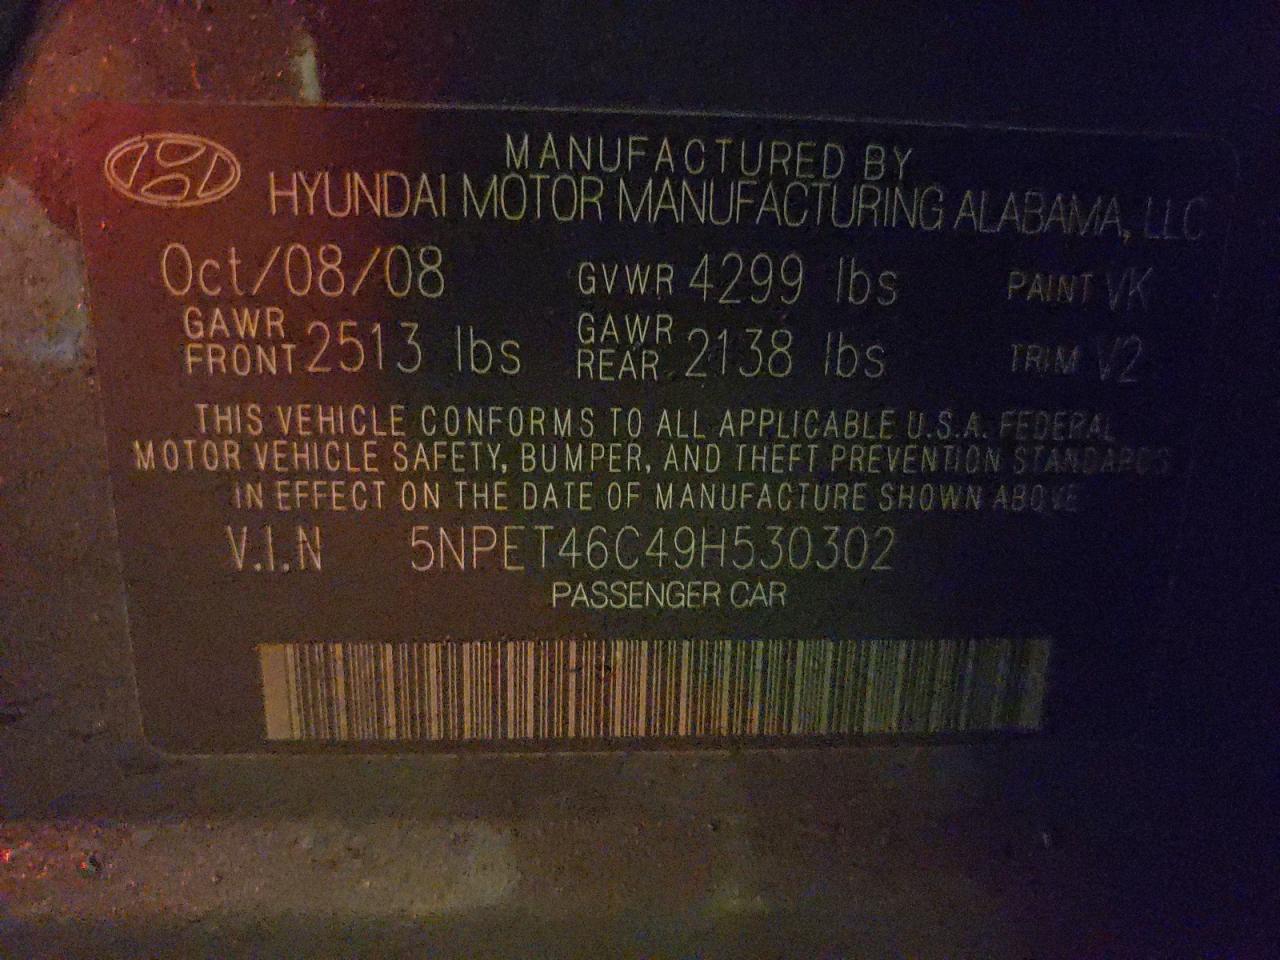 MANUFACTURED BY
HYUNDAI MOTOR MANUFACTURING ALABAMA, LLC
Oct/08/08 GVWR 4299 lbs PAINT VK
GAWR FRONT 2513 lbs GAWR REAR 2138 lbs TRIM V2
THIS VEHICLE CONFORMS TO ALL APPLICABLE U.S.A. FEDERAL
MOTOR VEHICLE SAFETY, BUMPER, AND THEFT PREVENTION STANDARDS
IN EFFECT ON THE DATE OF MANUFACTURE SHOWN ABOVE
V.I.N 5NPET46C49H530302
PASSENGER CAR